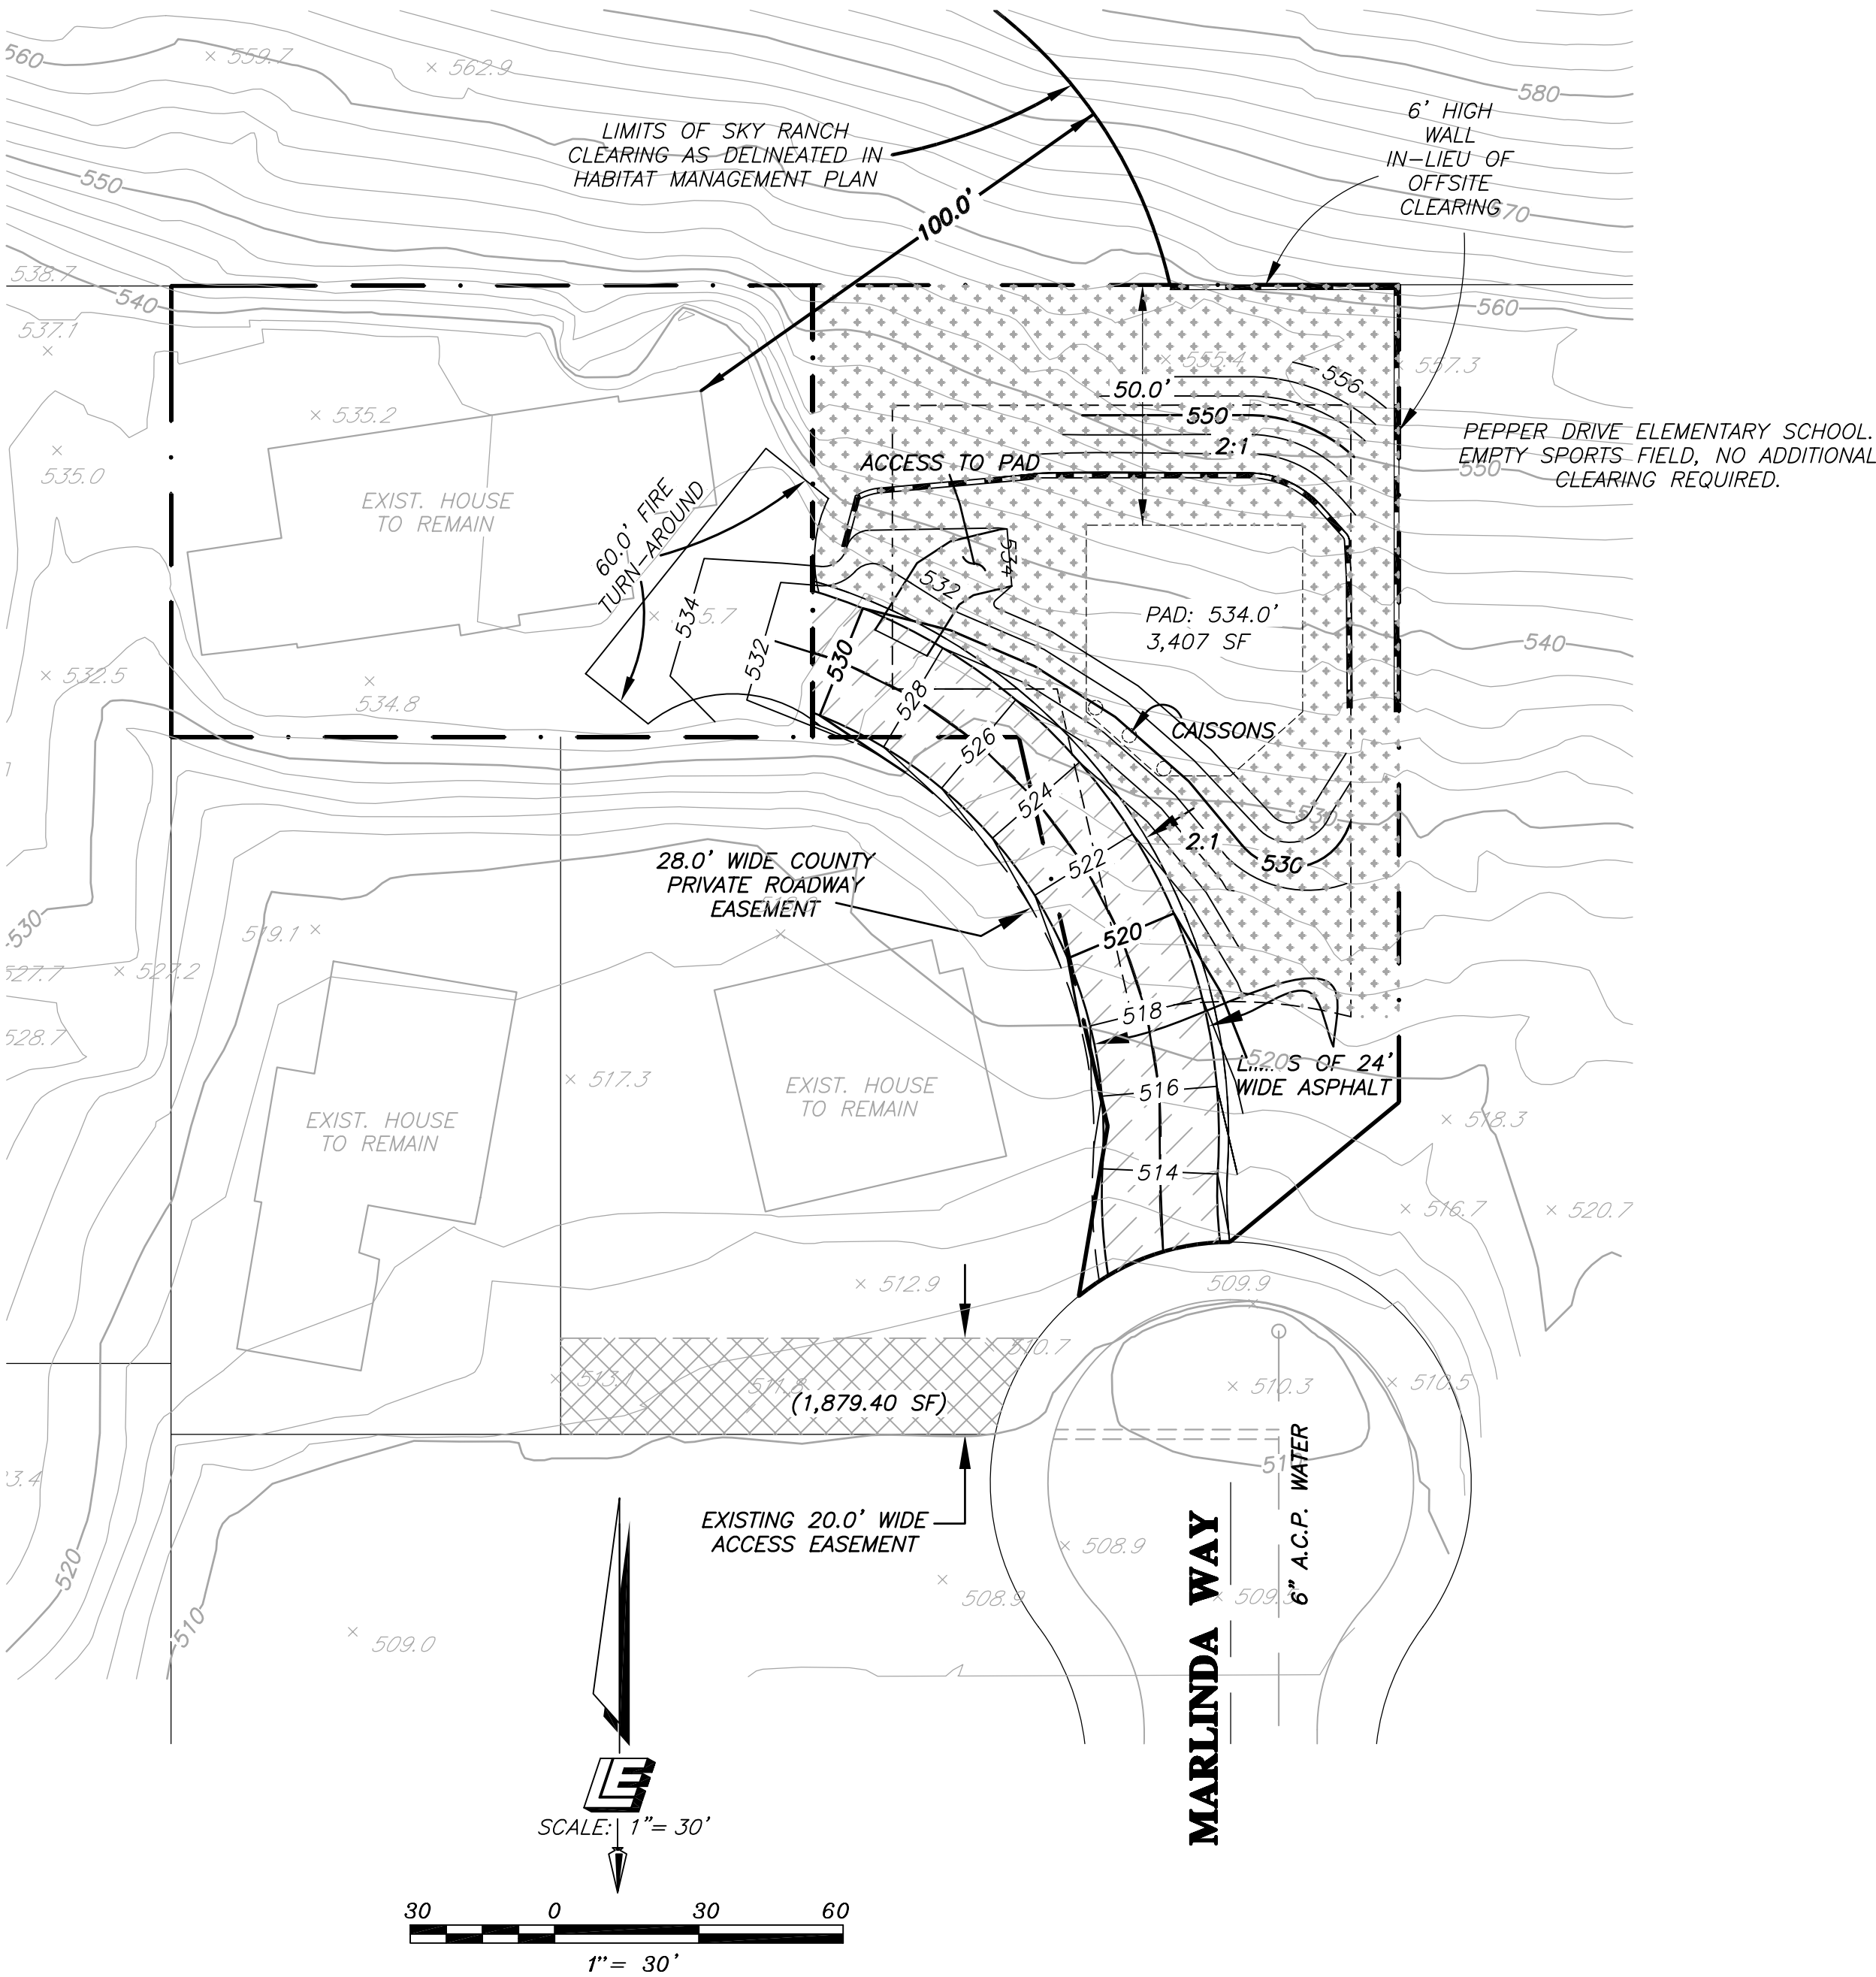 560
× 559.7
× 562.9
580
6' HIGH
WALL
IN-LIEU OF
OFFSITE
CLEARING
LIMITS OF SKY RANCH
CLEARING AS DELINEATED IN
HABITAT MANAGEMENT PLAN
550
100.0'
570
538.7
540
560
537.1
× 555.4
× 557.3
556
50.0'
550
× 535.2
2:1
PEPPER DRIVE ELEMENTARY SCHOOL.
EMPTY SPORTS FIELD, NO ADDITIONAL
CLEARING REQUIRED.
550
ACCESS TO PAD
535.0
EXIST. HOUSE
TO REMAIN
60.0' FIRE
TURN-AROUND
534
532
534
532
PAD: 534.0'
3,407 SF
540
× 532.5
534.8
530
528
526
CAISSONS
524
530
2:1
522
530
28.0' WIDE COUNTY
PRIVATE ROADWAY
EASEMENT
519.1 ×
530
520
527.7
× 527.2
518
528.7
LIMITS OF 24'
WIDE ASPHALT
520
× 517.3
EXIST. HOUSE
TO REMAIN
516
EXIST. HOUSE
TO REMAIN
× 518.3
514
× 516.7
× 520.7
× 512.9
509.9
510.7
× 510.3
× 510.5
(1,879.40 SF)
EXISTING 20.0' WIDE
ACCESS EASEMENT
6" A.C.P. WATER
MARLINDA WAY
× 508.9
508.9
520
510
× 509.0
SCALE: 1"= 30'
30 0 30 60
1"= 30'